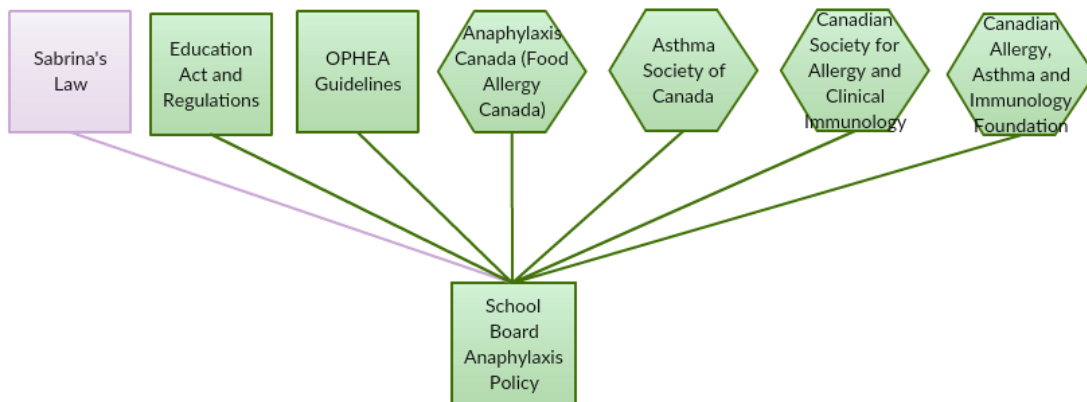 Sabrina's
Law
Education
Act and
Regulations
OPHEA
Guidelines
Anaphylaxis
Canada (Food
Allergy
Canada)
Asthma
Society of
Canada
Canadian
Society for
Allergy and
Clinical
Immunology
Canadian
Allergy,
Asthma and
Immunology
Foundation
School
Board
Anaphylaxis
Policy